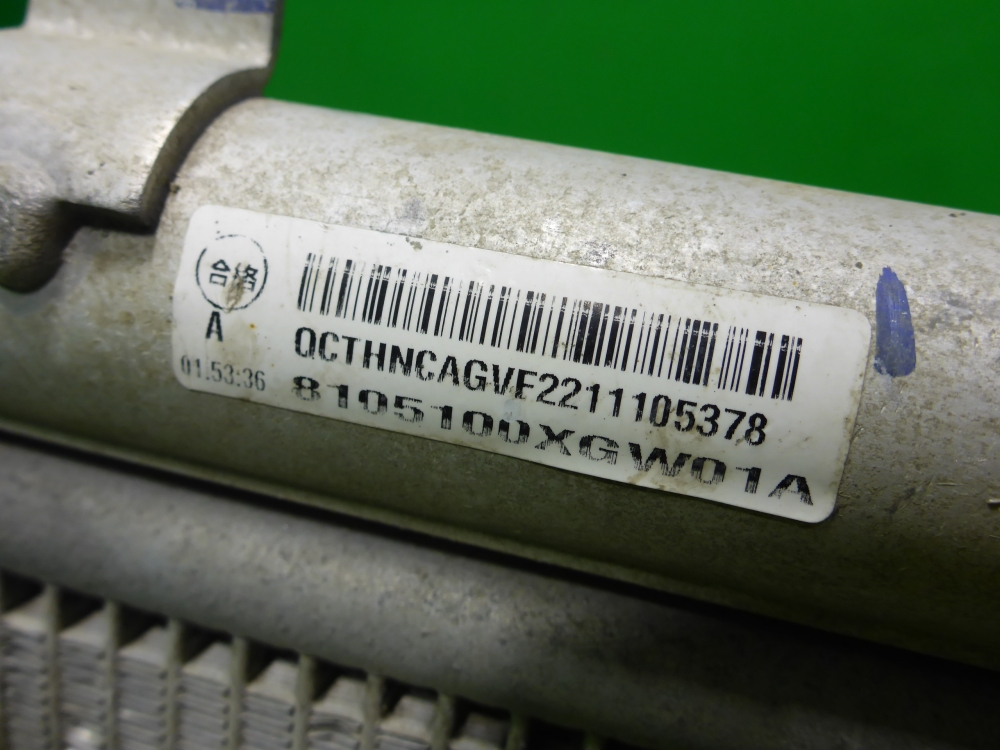 合格
A
01.53:36
QCTHNCAGVF2211105378
8105100XGW01A